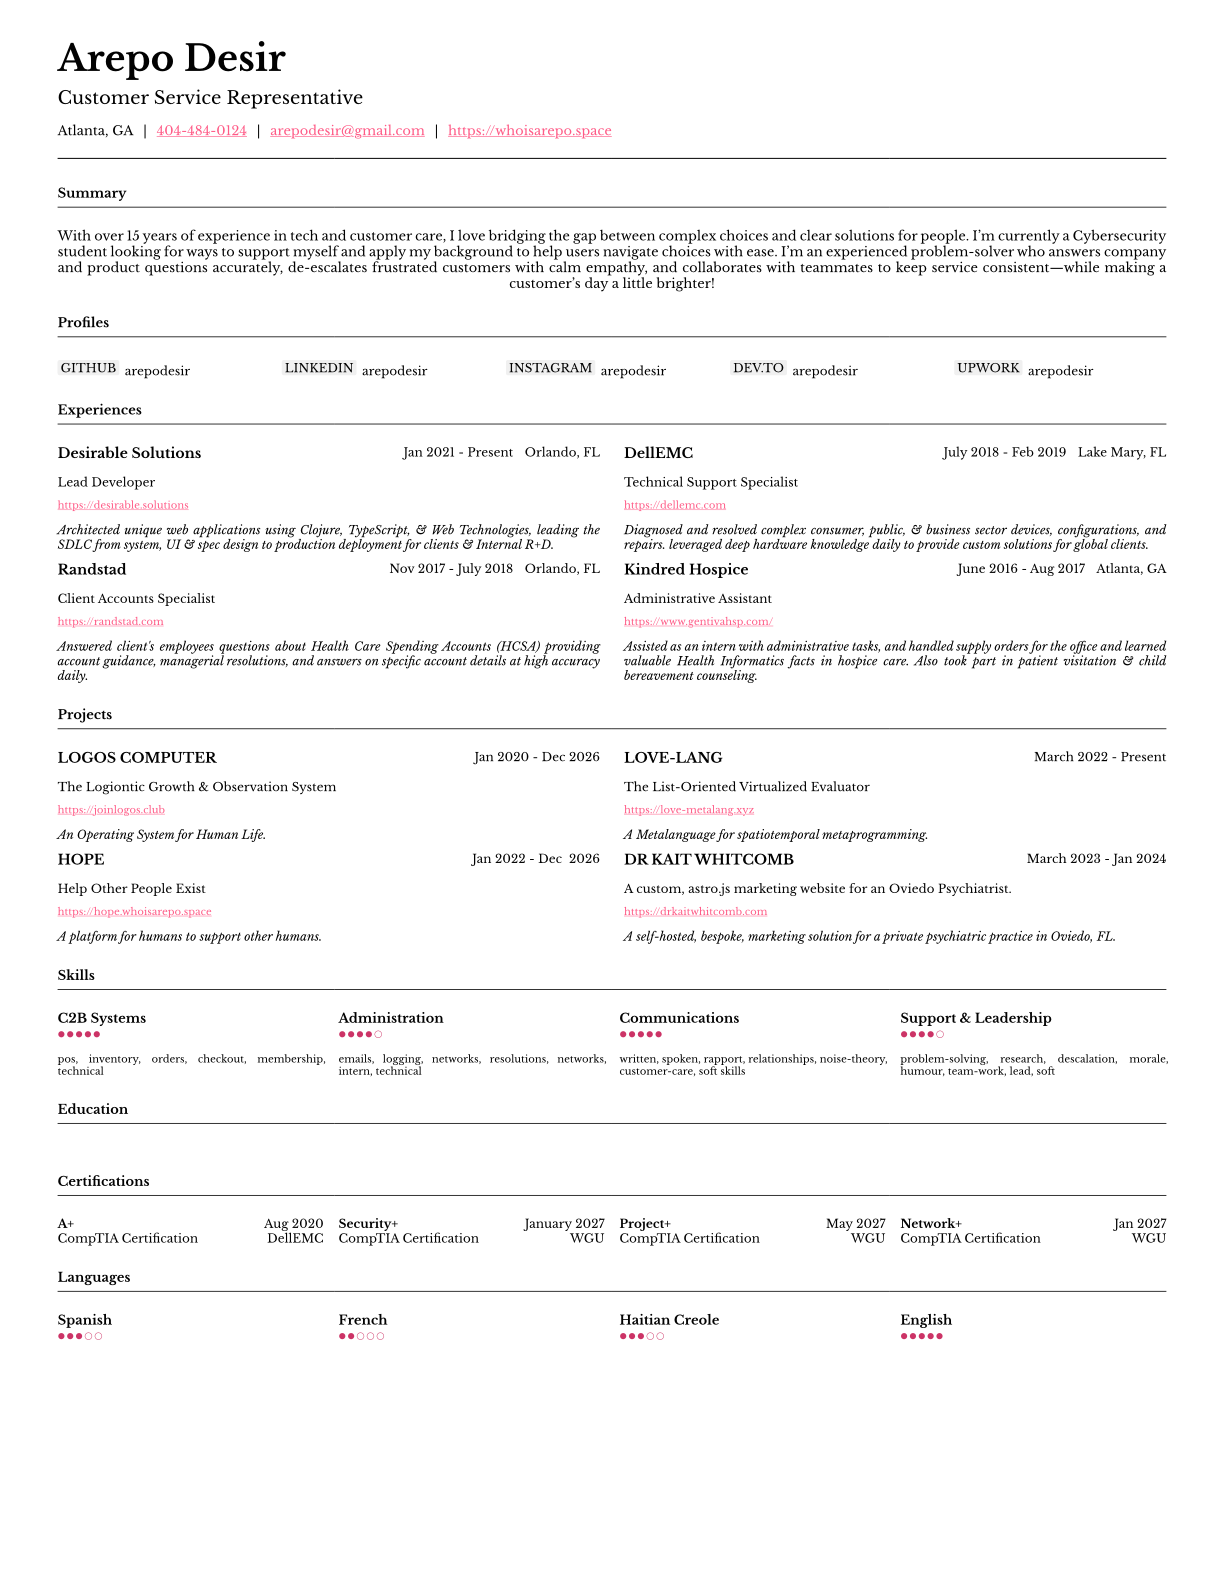 Arepo Desir
Customer Service Representative
Atlanta, GA | 404-484-0124 | arepodesir@gmail.com | https://whoisarepo.space
Summary
With over 15 years of experience in tech and customer care, I love bridging the gap between complex choices and clear solutions for people. I’m currently a Cybersecurity
student looking for ways to support myself and apply my background to help users navigate choices with ease. I’m an experienced problem-solver who answers company
and product questions accurately, de-escalates frustrated customers with calm empathy, and collaborates with teammates to keep service consistent—while making a
customer’s day a little brighter!
Profiles
GITHUB arepodesir LINKEDIN arepodesir INSTAGRAM arepodesir DEV.TO arepodesir UPWORK arepodesir
Experiences
Desirable Solutions Jan 2021 - Present Orlando, FL
Lead Developer
https://desirable.solutions
Architected unique web applications using Clojure, TypeScript, & Web Technologies, leading the
SDLC from system, UI & spec design to production deployment for clients & Internal R+D.
DellEMC July 2018 - Feb 2019 Lake Mary, FL
Technical Support Specialist
https://dellemc.com
Diagnosed and resolved complex consumer, public, & business sector devices, configurations, and
repairs. leveraged deep hardware knowledge daily to provide custom solutions for global clients.
Randstad Nov 2017 - July 2018 Orlando, FL
Client Accounts Specialist
https://randstad.com
Answered client's employees questions about Health Care Spending Accounts (HCSA) providing
account guidance, managerial resolutions, and answers on specific account details at high accuracy
daily.
Kindred Hospice June 2016 - Aug 2017 Atlanta, GA
Administrative Assistant
https://www.gentivahsp.com/
Assisted as an intern with administrative tasks, and handled supply orders for the office and learned
valuable Health Informatics facts in hospice care. Also took part in patient visitation & child
bereavement counseling.
Projects
LOGOS COMPUTER Jan 2020 - Dec 2026
The Logiontic Growth & Observation System
https://joinlogos.club
An Operating System for Human Life.
LOVE-LANG March 2022 - Present
The List-Oriented Virtualized Evaluator
https://love-metalang.xyz
A Metalanguage for spatiotemporal metaprogramming.
HOPE Jan 2022 - Dec 2026
Help Other People Exist
https://hope.whoisarepo.space
A platform for humans to support other humans.
DR KAIT WHITCOMB March 2023 - Jan 2024
A custom, astro.js marketing website for an Oviedo Psychiatrist.
https://drkaitwhitcomb.com
A self-hosted, bespoke, marketing solution for a private psychiatric practice in Oviedo, FL.
Skills
C2B Systems
pos, inventory, orders, checkout, membership,
technical
Administration
emails, logging, networks, resolutions, networks,
intern, technical
Communications
written, spoken, rapport, relationships, noise-theory,
customer-care, soft skills
Support & Leadership
problem-solving, research, descalation, morale,
humour, team-work, lead, soft
Education
Certifications
A+ Aug 2020
CompTIA Certification DellEMC
Security+ January 2027
CompTIA Certification WGU
Project+ May 2027
CompTIA Certification WGU
Network+ Jan 2027
CompTIA Certification WGU
Languages
Spanish
French
Haitian Creole
English